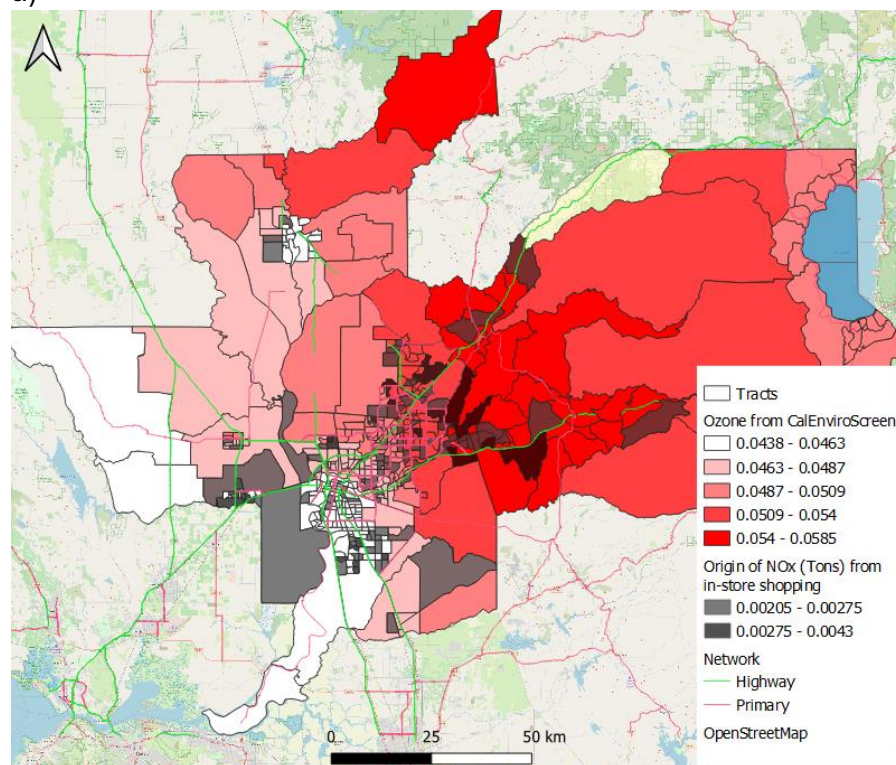 a)
Tracts
Ozone from CalEnviroScreen
0.0438 - 0.0463
0.0463 - 0.0487
0.0487 - 0.0509
0.0509 - 0.054
0.054 - 0.0585
Origin of NOx (Tons) from
in-store shopping
0.00205 - 0.00275
0.00275 - 0.0043
Network
Highway
Primary
OpenStreetMap
0 25 50 km